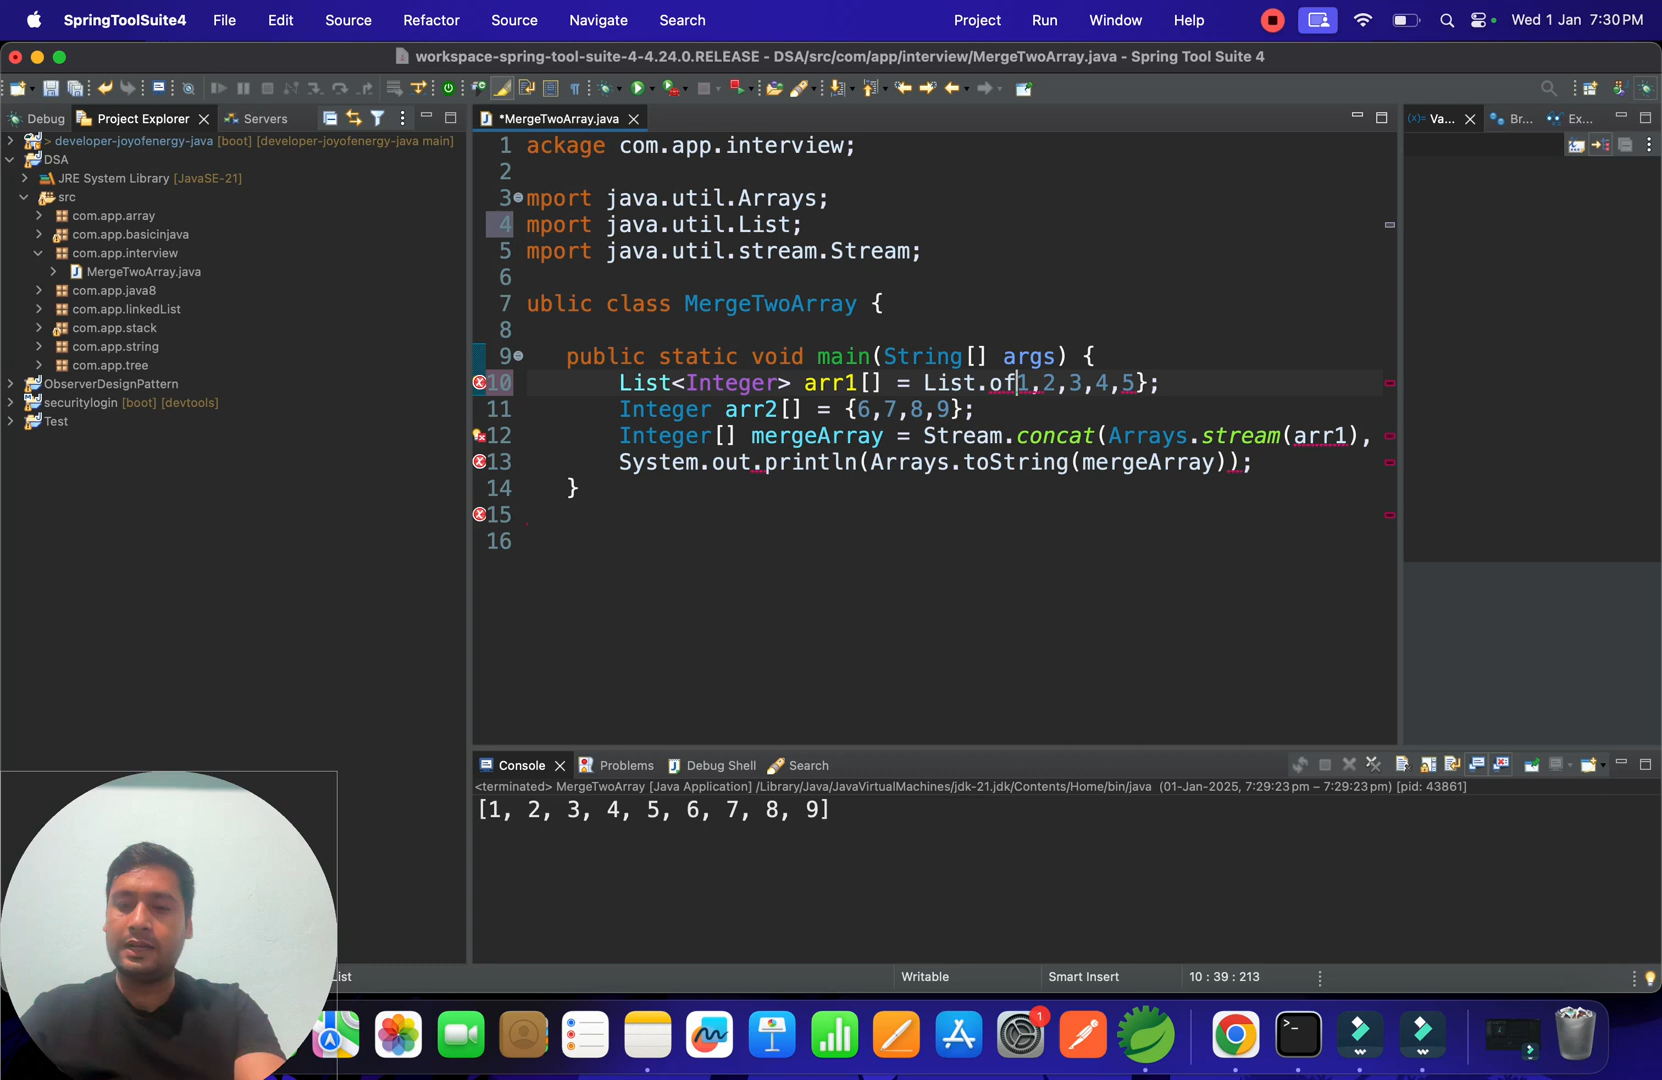 SpringToolSuite4 File Edit Source Refactor Source Navigate Search Project Run Window Help Wed 1 Jan 7:30 PM
workspace-spring-tool-suite-4-4.24.0.RELEASE - DSA/src/com/app/interview/MergeTwoArray.java - Spring Tool Suite 4
Debug Project Explorer Servers
> developer-joyofenergy-java [boot] [developer-joyofenergy-java main]
DSA
JRE System Library [JavaSE-21]
src
com.app.array
com.app.basicinjava
com.app.interview
MergeTwoArray.java
com.app.java8
com.app.linkedList
com.app.stack
com.app.string
com.app.tree
ObserverDesignPattern
securitylogin [boot] [devtools]
Test
*MergeTwoArray.java
1 ackage com.app.interview;
2
3 mport java.util.Arrays;
4 mport java.util.List;
5 mport java.util.stream.Stream;
6
7 ublic class MergeTwoArray {
8
9 public static void main(String[] args) {
10 List<Integer> arr1[] = List.of1,2,3,4,5};
11 Integer arr2[] = {6,7,8,9};
12 Integer[] mergeArray = Stream.concat(Arrays.stream(arr1),
13 System.out.println(Arrays.toString(mergeArray));
14 }
15
16
(x)= Va... Br... Ex...
Console Problems Debug Shell Search
<terminated> MergeTwoArray [Java Application] /Library/Java/JavaVirtualMachines/jdk-21.jdk/Contents/Home/bin/java (01-Jan-2025, 7:29:23 pm – 7:29:23 pm) [pid: 43861]
[1, 2, 3, 4, 5, 6, 7, 8, 9]
List Writable Smart Insert 10 : 39 : 213
1